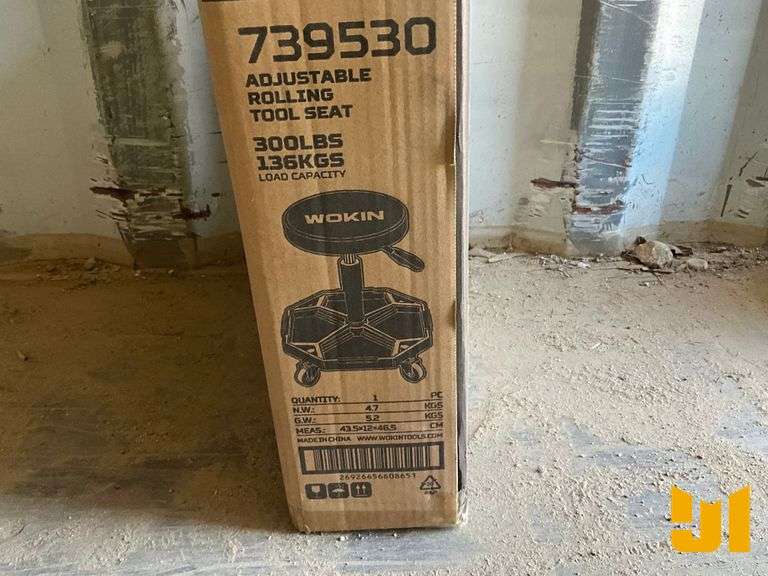 739530
ADJUSTABLE
ROLLING
TOOL SEAT
300LBS
136KGS
LOAD CAPACITY
WOKIN
QUANTITY: 1 PC
N.W.: 4.7 KGS
G.W.: 5.2 KGS
MEAS.: 43.5×12×46.5 CM
MADE IN CHINA WWW.WOKINTOOLS.COM
26926656608651